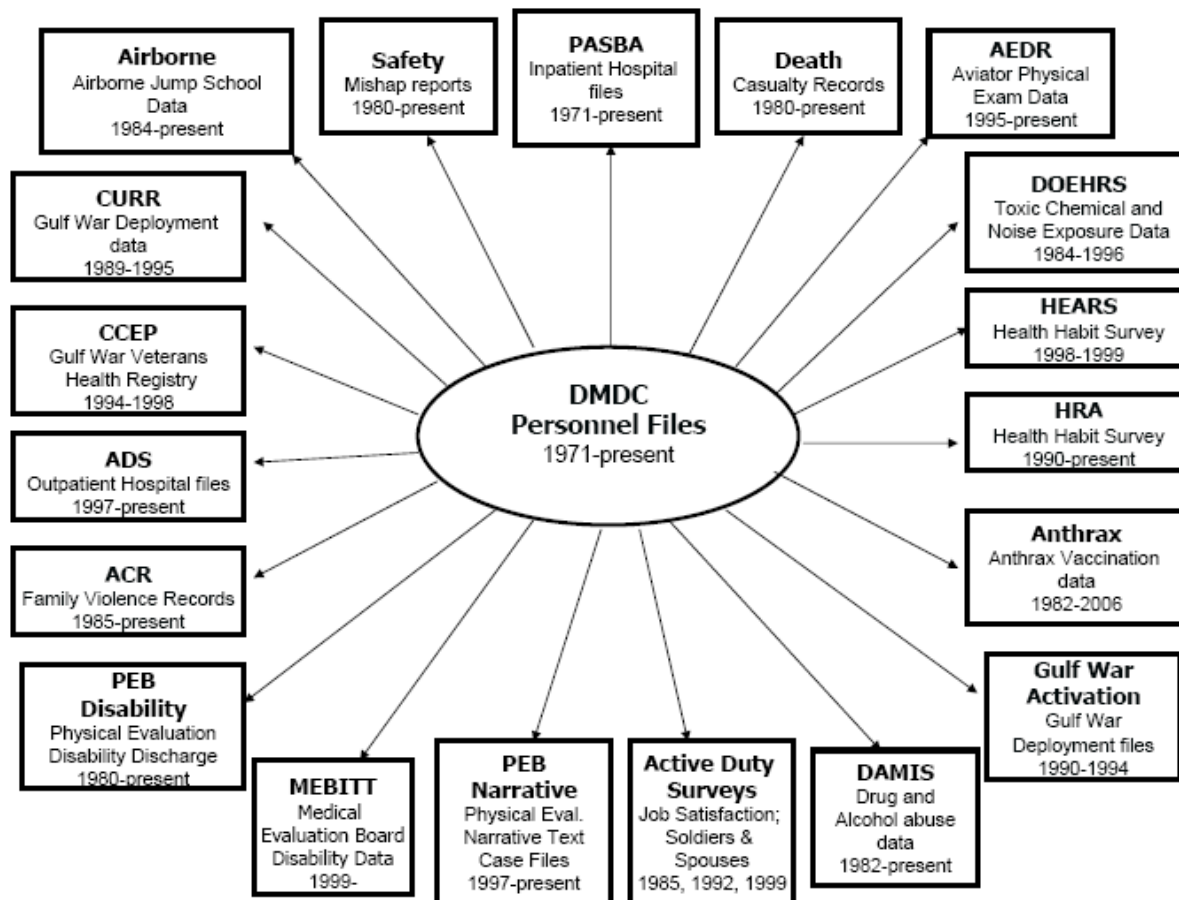 Airborne
Airborne Jump School
Data
1984-present
Safety
Mishap reports
1980-present
PASBA
Inpatient Hospital
files
1971-present
Death
Casualty Records
1980-present
AEDR
Aviator Physical
Exam Data
1995-present
CURR
Gulf War Deployment
data
1989-1995
DOEHRS
Toxic Chemical and
Noise Exposure Data
1984-1996
CCEP
Gulf War Veterans
Health Registry
1994-1998
HEARS
Health Habit Survey
1998-1999
DMDC
Personnel Files
1971-present
ADS
Outpatient Hospital files
1997-present
HRA
Health Habit Survey
1990-present
ACR
Family Violence Records
1985-present
Anthrax
Anthrax Vaccination
data
1982-2006
PEB
Disability
Physical Evaluation
Disability Discharge
1980-present
Gulf War
Activation
Gulf War
Deployment files
1990-1994
MEBITT
Medical
Evaluation Board
Disability Data
1999-
PEB
Narrative
Physical Eval.
Narrative Text
Case Files
1997-present
Active Duty
Surveys
Job Satisfaction;
Soldiers &
Spouses
1985, 1992, 1999
DAMIS
Drug and
Alcohol abuse
data
1982-present